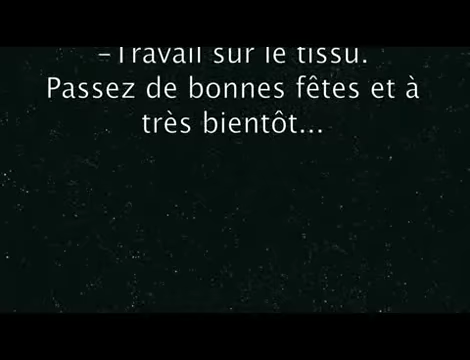 -Travail sur le tissu.
Passez de bonnes fêtes et à
très bientôt...